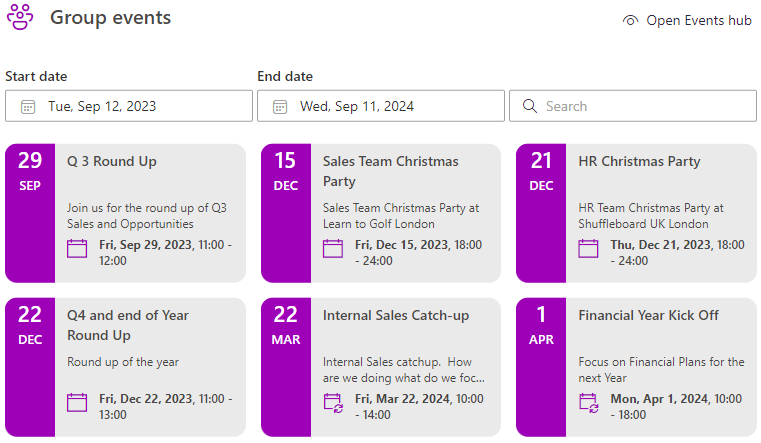 Group events
Open Events hub
Start date
End date
Tue, Sep 12, 2023
Wed, Sep 11, 2024
Search
29
SEP
Q 3 Round Up
Join us for the round up of Q3
Sales and Opportunities
Fri, Sep 29, 2023, 11:00 -
12:00
15
DEC
Sales Team Christmas
Party
Sales Team Christmas Party at
Learn to Golf London
Fri, Dec 15, 2023, 18:00
- 24:00
21
DEC
HR Christmas Party
HR Team Christmas Party at
Shuffleboard UK London
Thu, Dec 21, 2023, 18:00
- 24:00
22
DEC
Q4 and end of Year
Round Up
Round up of the year
Fri, Dec 22, 2023, 11:00 -
13:00
22
MAR
Internal Sales Catch-up
Internal Sales catchup.  How
are we doing what do we foc...
Fri, Mar 22, 2024, 10:00
- 14:00
1
APR
Financial Year Kick Off
Focus on Financial Plans for the
next Year
Mon, Apr 1, 2024, 10:00
- 18:00